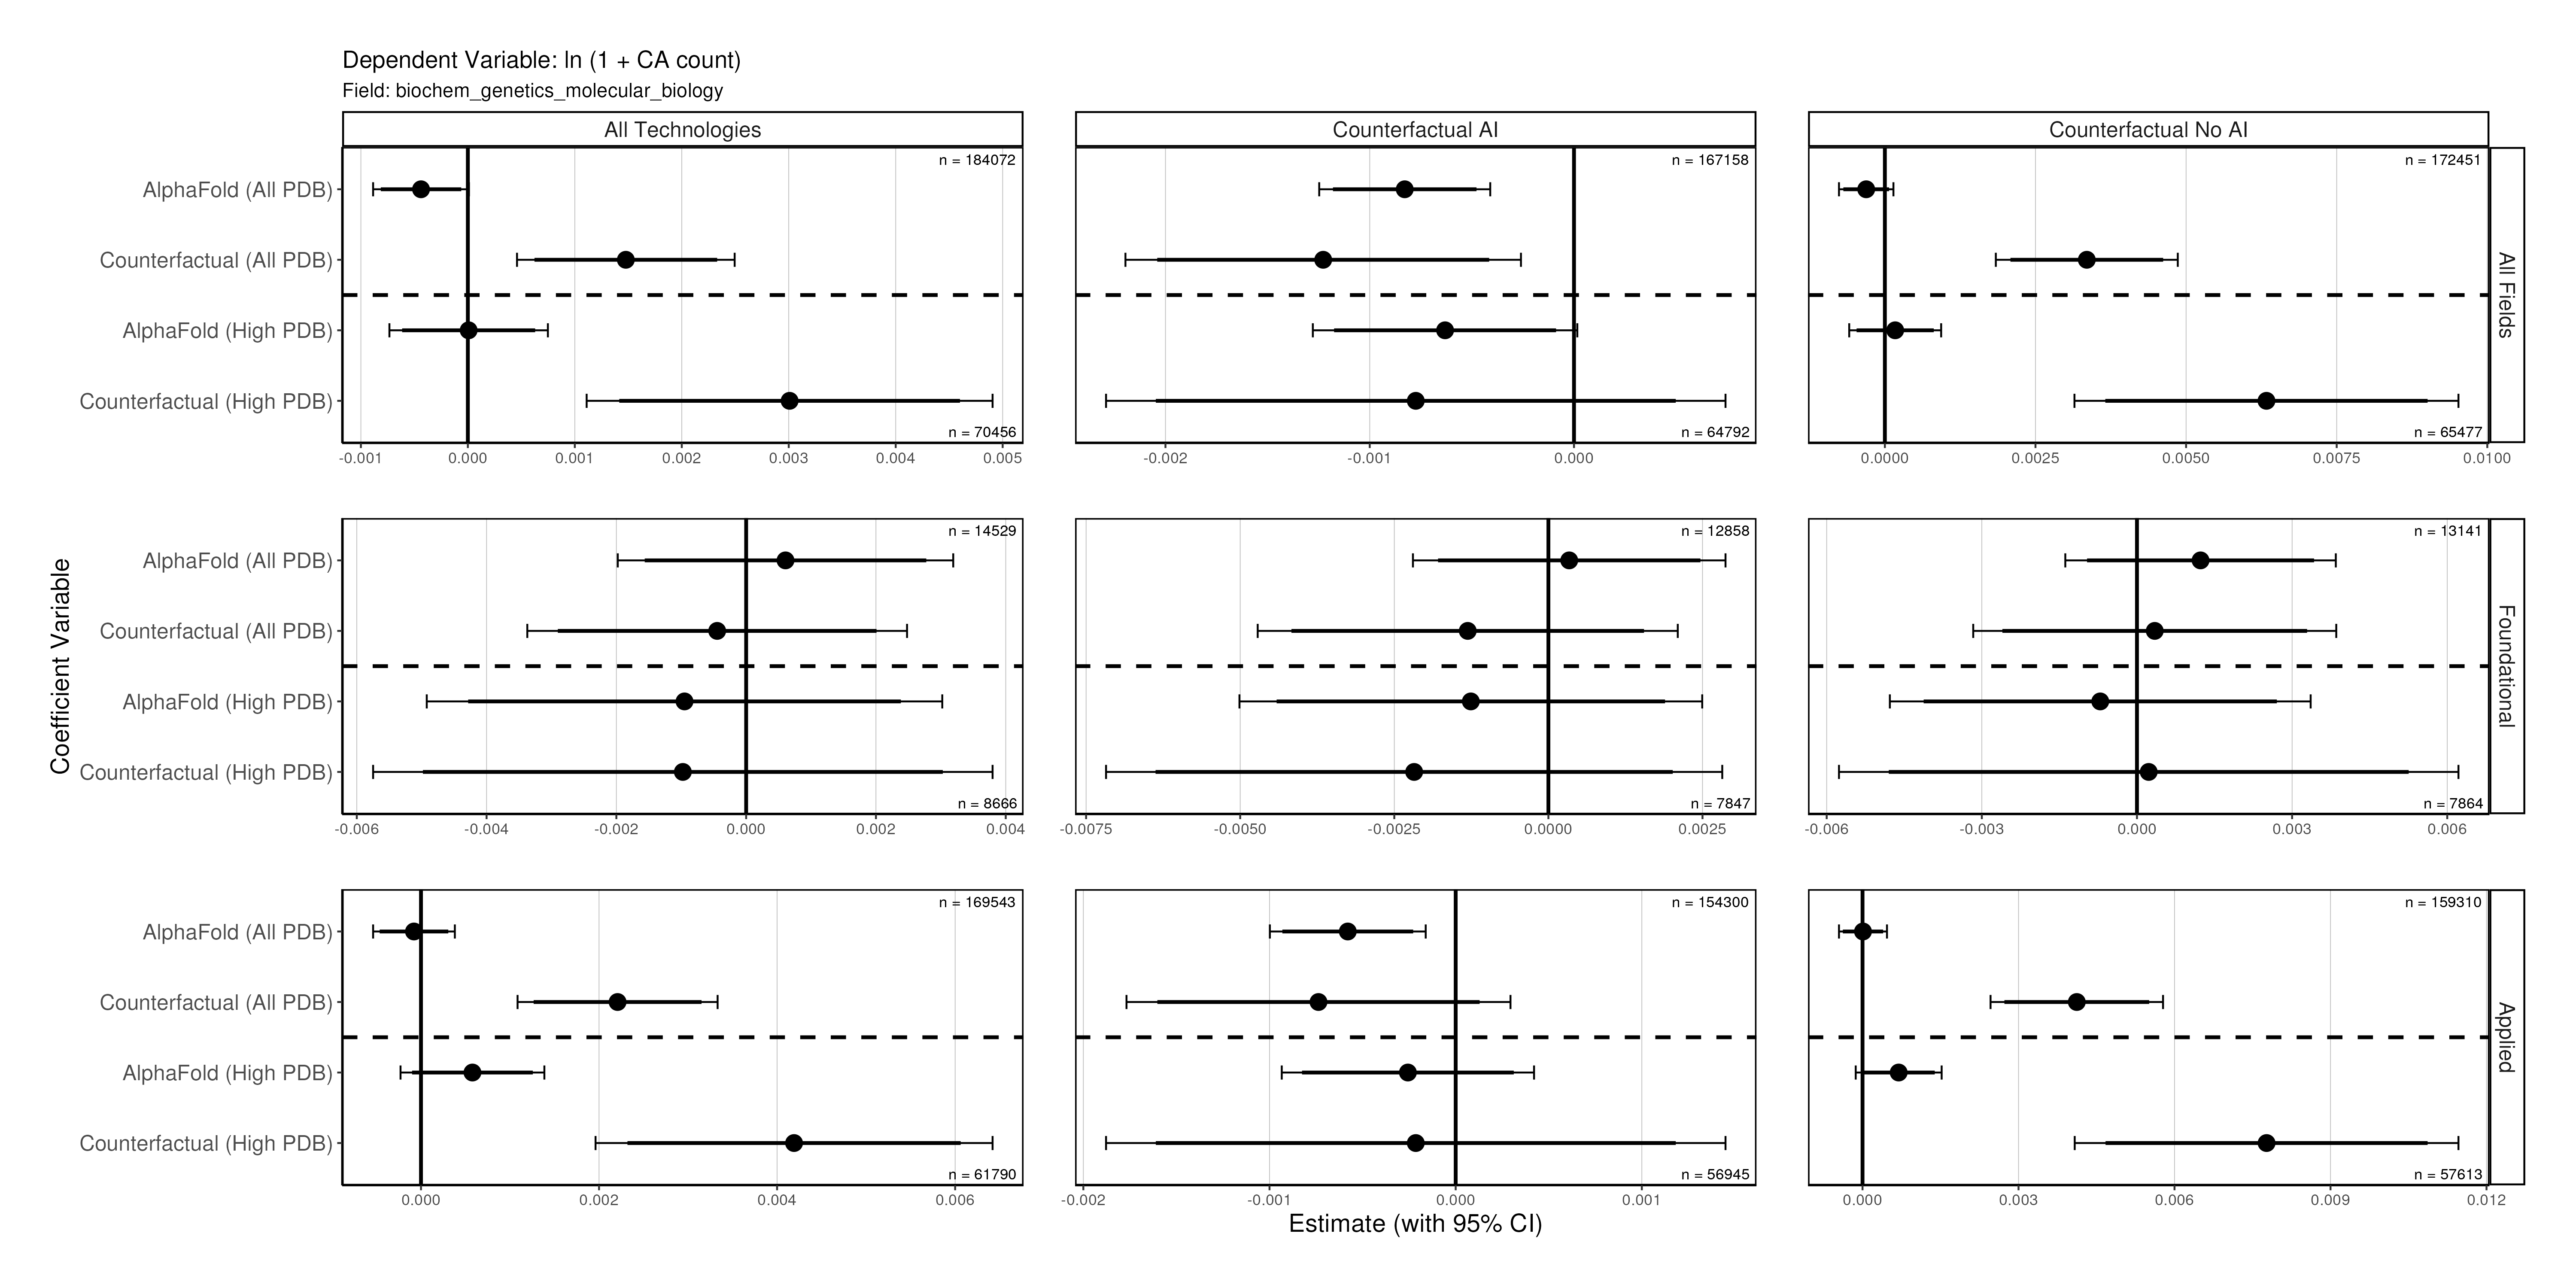 Dependent Variable: ln (1 + CA count)
Field: biochem_genetics_molecular_biology
All Technologies
Counterfactual AI
Counterfactual No AI
Coefficient Variable
AlphaFold (All PDB)
Counterfactual (All PDB)
AlphaFold (High PDB)
Counterfactual (High PDB)
n = 184072
n = 70456
-0.001 0.000 0.001 0.002 0.003 0.004 0.005
n = 167158
n = 64792
-0.002 -0.001 0.000
n = 172451
n = 65477
0.0000 0.0025 0.0050 0.0075 0.0100
All Fields
AlphaFold (All PDB)
Counterfactual (All PDB)
AlphaFold (High PDB)
Counterfactual (High PDB)
n = 14529
n = 8666
-0.006 -0.004 -0.002 0.000 0.002 0.004
n = 12858
n = 7847
-0.0075 -0.0050 -0.0025 0.0000 0.0025
n = 13141
n = 7864
-0.006 -0.003 0.000 0.003 0.006
Foundational
AlphaFold (All PDB)
Counterfactual (All PDB)
AlphaFold (High PDB)
Counterfactual (High PDB)
n = 169543
n = 61790
0.000 0.002 0.004 0.006
n = 154300
n = 56945
-0.002 -0.001 0.000 0.001
n = 159310
n = 57613
0.000 0.003 0.006 0.009 0.012
Applied
Estimate (with 95% CI)